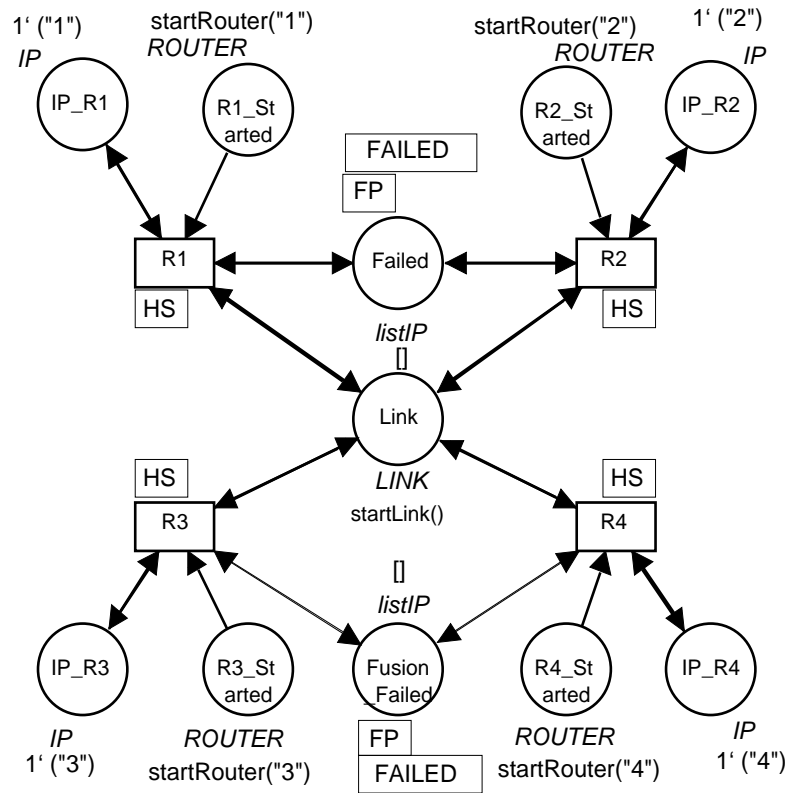 1‘ ("1")
startRouter("1")
startRouter("2")
1‘ ("2")
IP
ROUTER
ROUTER
IP
IP_R1
R1_St
arted
R2_St
arted
IP_R2
FAILED
FP
R1
Failed
R2
HS
HS
listIP
[]
Link
HS
LINK
HS
R3
startLink()
R4
[]
listIP
IP_R3
R3_St
arted
Fusion
_Failed
R4_St
arted
IP_R4
IP
1‘ ("3")
ROUTER
startRouter("3")
FP
FAILED
ROUTER
startRouter("4")
IP
1‘ ("4")